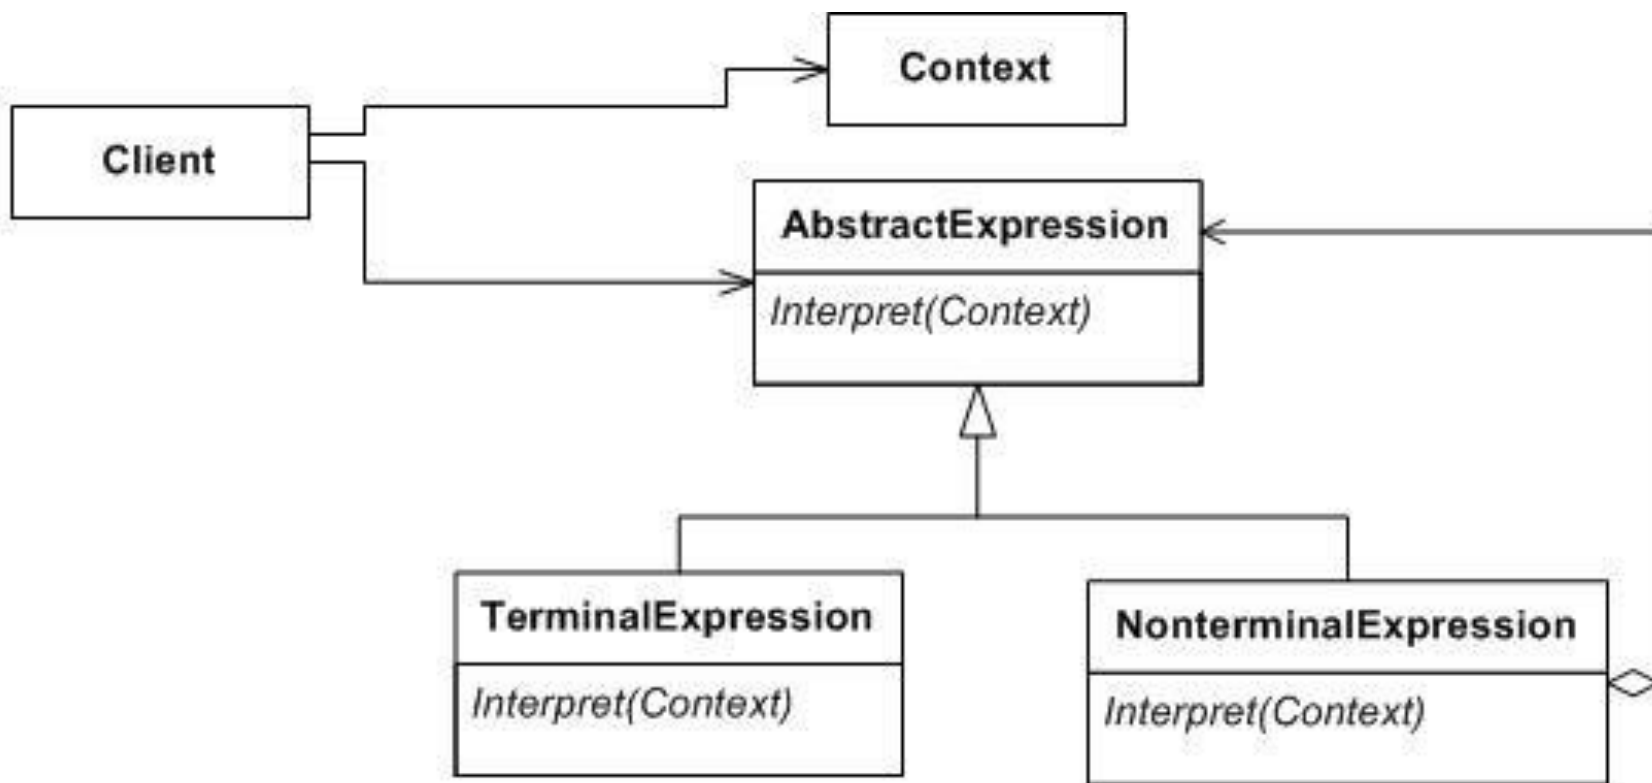 Context
Client
AbstractExpression
Interpret(Context)
TerminalExpression
Interpret(Context)
NonterminalExpression
Interpret(Context)